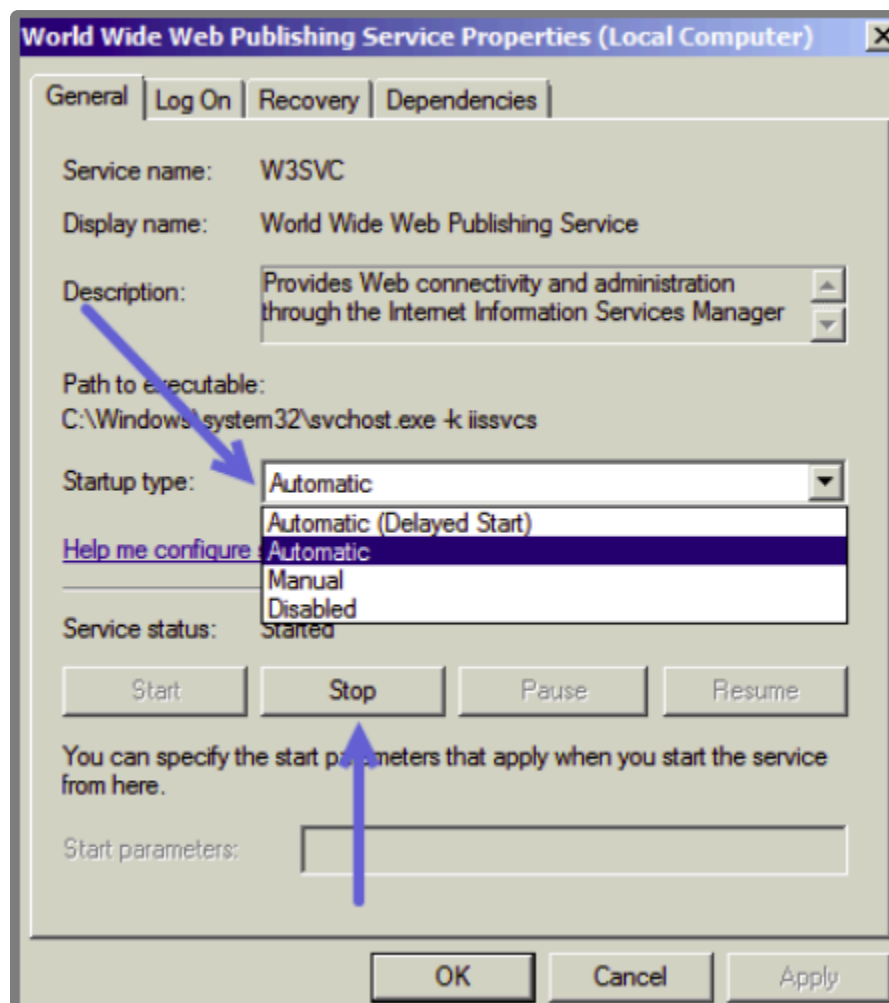 World Wide Web Publishing Service Properties (Local Computer)
General
Log On
Recovery
Dependencies
Service name: W3SVC
Display name: World Wide Web Publishing Service
Description: Provides Web connectivity and administration
through the Internet Information Services Manager
Path to executable:
C:\Windows\system32\svchost.exe -k iissvcs
Startup type: Automatic
Automatic (Delayed Start)
Help me configure
Automatic
Manual
Disabled
Service status: Started
Start
Stop
Pause
Resume
You can specify the start parameters that apply when you start the service
from here.
Start parameters:
OK
Cancel
Apply